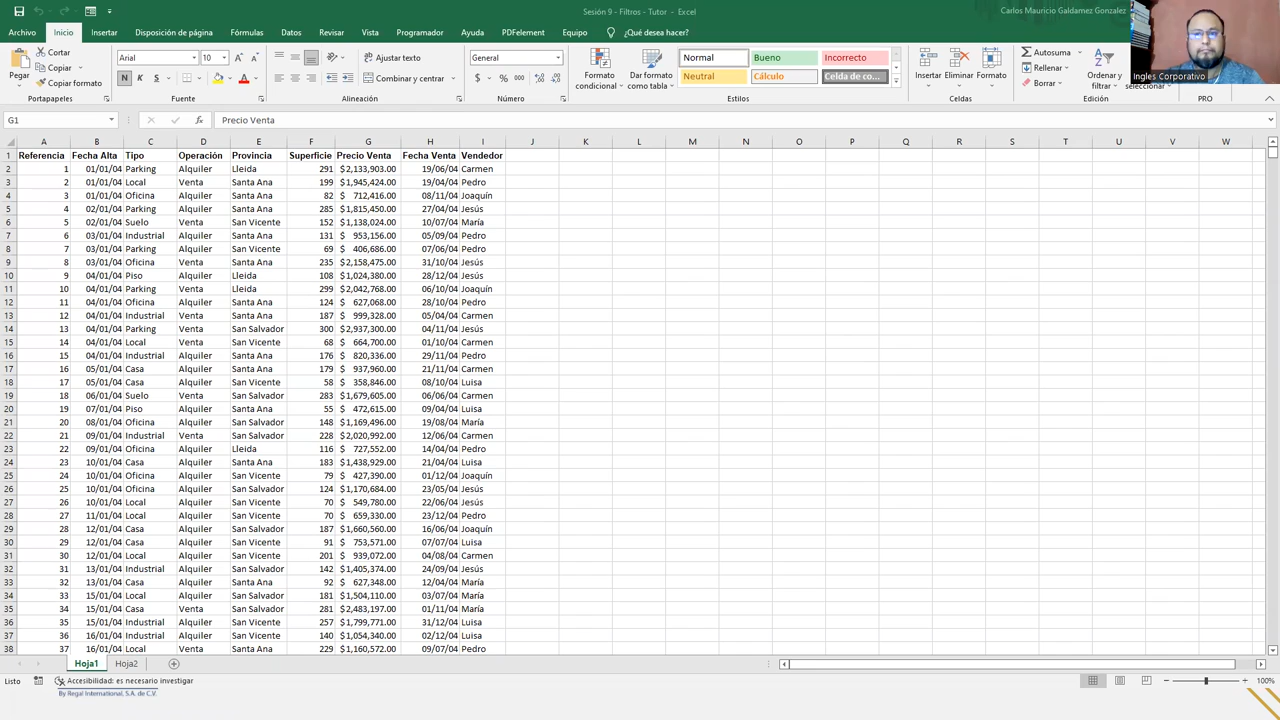 Sesión 9 - Filtros - Tutor - Excel
Carlos Mauricio Galdamez Gonzalez
Archivo Inicio Insertar Disposición de página Fórmulas Datos Revisar Vista Programador Ayuda PDFelement Equipo ¿Qué desea hacer?
Pegar
Cortar
Copiar
Copiar formato
Portapapeles
Arial 10
N K S
Fuente
Ajustar texto
Combinar y centrar
Alineación
General
$ % 000
Número
Formato condicional
Dar formato como tabla
Normal Bueno Incorrecto
Neutral Cálculo Celda de co...
Estilos
Insertar Eliminar Formato
Celdas
Autosuma
Rellenar
Borrar
Ordenar y filtrar
seleccionar
Edición
PRO
Ingles Corporativo
G1 Precio Venta
A B C D E F G H I J K L M N O P Q R S T U V W
1 Referencia Fecha Alta Tipo Operación Provincia Superficie Precio Venta Fecha Venta Vendedor
2 1 01/01/04 Parking Alquiler Lleida 291 $2,133,903.00 19/06/04 Carmen
3 2 01/01/04 Local Venta Santa Ana 199 $1,945,424.00 19/04/04 Pedro
4 3 01/01/04 Oficina Alquiler Santa Ana 82 $ 712,416.00 08/11/04 Joaquín
5 4 02/01/04 Parking Alquiler Santa Ana 285 $1,815,450.00 27/04/04 Jesús
6 5 02/01/04 Suelo Venta San Vicente 152 $1,138,024.00 10/07/04 María
7 6 03/01/04 Industrial Alquiler Santa Ana 131 $ 953,156.00 05/09/04 Pedro
8 7 03/01/04 Parking Alquiler San Vicente 69 $ 406,686.00 07/06/04 Pedro
9 8 03/01/04 Oficina Venta Santa Ana 235 $2,158,475.00 31/10/04 Jesús
10 9 04/01/04 Piso Alquiler Lleida 108 $1,024,380.00 28/12/04 Jesús
11 10 04/01/04 Parking Venta Lleida 299 $2,042,768.00 06/10/04 Joaquín
12 11 04/01/04 Oficina Alquiler Santa Ana 124 $ 627,068.00 28/10/04 Pedro
13 12 04/01/04 Industrial Venta Santa Ana 187 $ 999,328.00 05/04/04 Carmen
14 13 04/01/04 Parking Alquiler San Salvador 300 $2,937,300.00 04/11/04 Jesús
15 14 04/01/04 Local Venta San Vicente 68 $ 664,700.00 01/10/04 Carmen
16 15 04/01/04 Industrial Alquiler Santa Ana 176 $ 820,336.00 29/11/04 Pedro
17 16 05/01/04 Casa Alquiler Santa Ana 179 $ 937,960.00 21/11/04 Carmen
18 17 05/01/04 Casa Alquiler San Vicente 58 $ 358,846.00 08/10/04 Luisa
19 18 06/01/04 Suelo Venta San Vicente 283 $1,679,605.00 06/06/04 Carmen
20 19 07/01/04 Piso Alquiler Santa Ana 55 $ 472,615.00 09/04/04 Luisa
21 20 08/01/04 Oficina Alquiler San Salvador 148 $1,169,496.00 19/08/04 María
22 21 09/01/04 Industrial Venta San Salvador 228 $2,020,992.00 12/06/04 Carmen
23 22 09/01/04 Oficina Alquiler Lleida 116 $ 727,552.00 14/04/04 Pedro
24 23 10/01/04 Casa Alquiler Santa Ana 183 $1,438,929.00 21/04/04 Luisa
25 24 10/01/04 Oficina Alquiler San Vicente 79 $ 427,390.00 01/12/04 Joaquín
26 25 10/01/04 Oficina Alquiler San Salvador 124 $1,170,684.00 23/05/04 Jesús
27 26 10/01/04 Local Alquiler San Vicente 70 $ 549,780.00 22/06/04 Jesús
28 27 11/01/04 Local Alquiler San Vicente 70 $ 659,330.00 23/12/04 Pedro
29 28 12/01/04 Casa Alquiler San Salvador 187 $1,660,560.00 16/06/04 Joaquín
30 29 12/01/04 Casa Alquiler San Vicente 91 $ 753,571.00 07/07/04 Luisa
31 30 12/01/04 Local Alquiler San Vicente 201 $ 939,072.00 04/08/04 Carmen
32 31 13/01/04 Industrial Alquiler San Salvador 142 $1,405,374.00 24/09/04 Jesús
33 32 13/01/04 Casa Alquiler Santa Ana 92 $ 627,348.00 12/04/04 María
34 33 15/01/04 Local Alquiler San Salvador 181 $1,504,110.00 03/07/04 María
35 34 15/01/04 Casa Venta San Salvador 281 $2,483,197.00 01/11/04 María
36 35 15/01/04 Industrial Alquiler San Vicente 257 $1,799,771.00 31/12/04 Luisa
37 36 16/01/04 Industrial Alquiler San Vicente 140 $1,054,340.00 02/12/04 Luisa
38 37 16/01/04 Local Venta Santa Ana 229 $1,160,572.00 09/07/04 Pedro
Hoja1 Hoja2
Listo Accesibilidad: es necesario investigar 100%
By Regal International, S.A. de C.V.